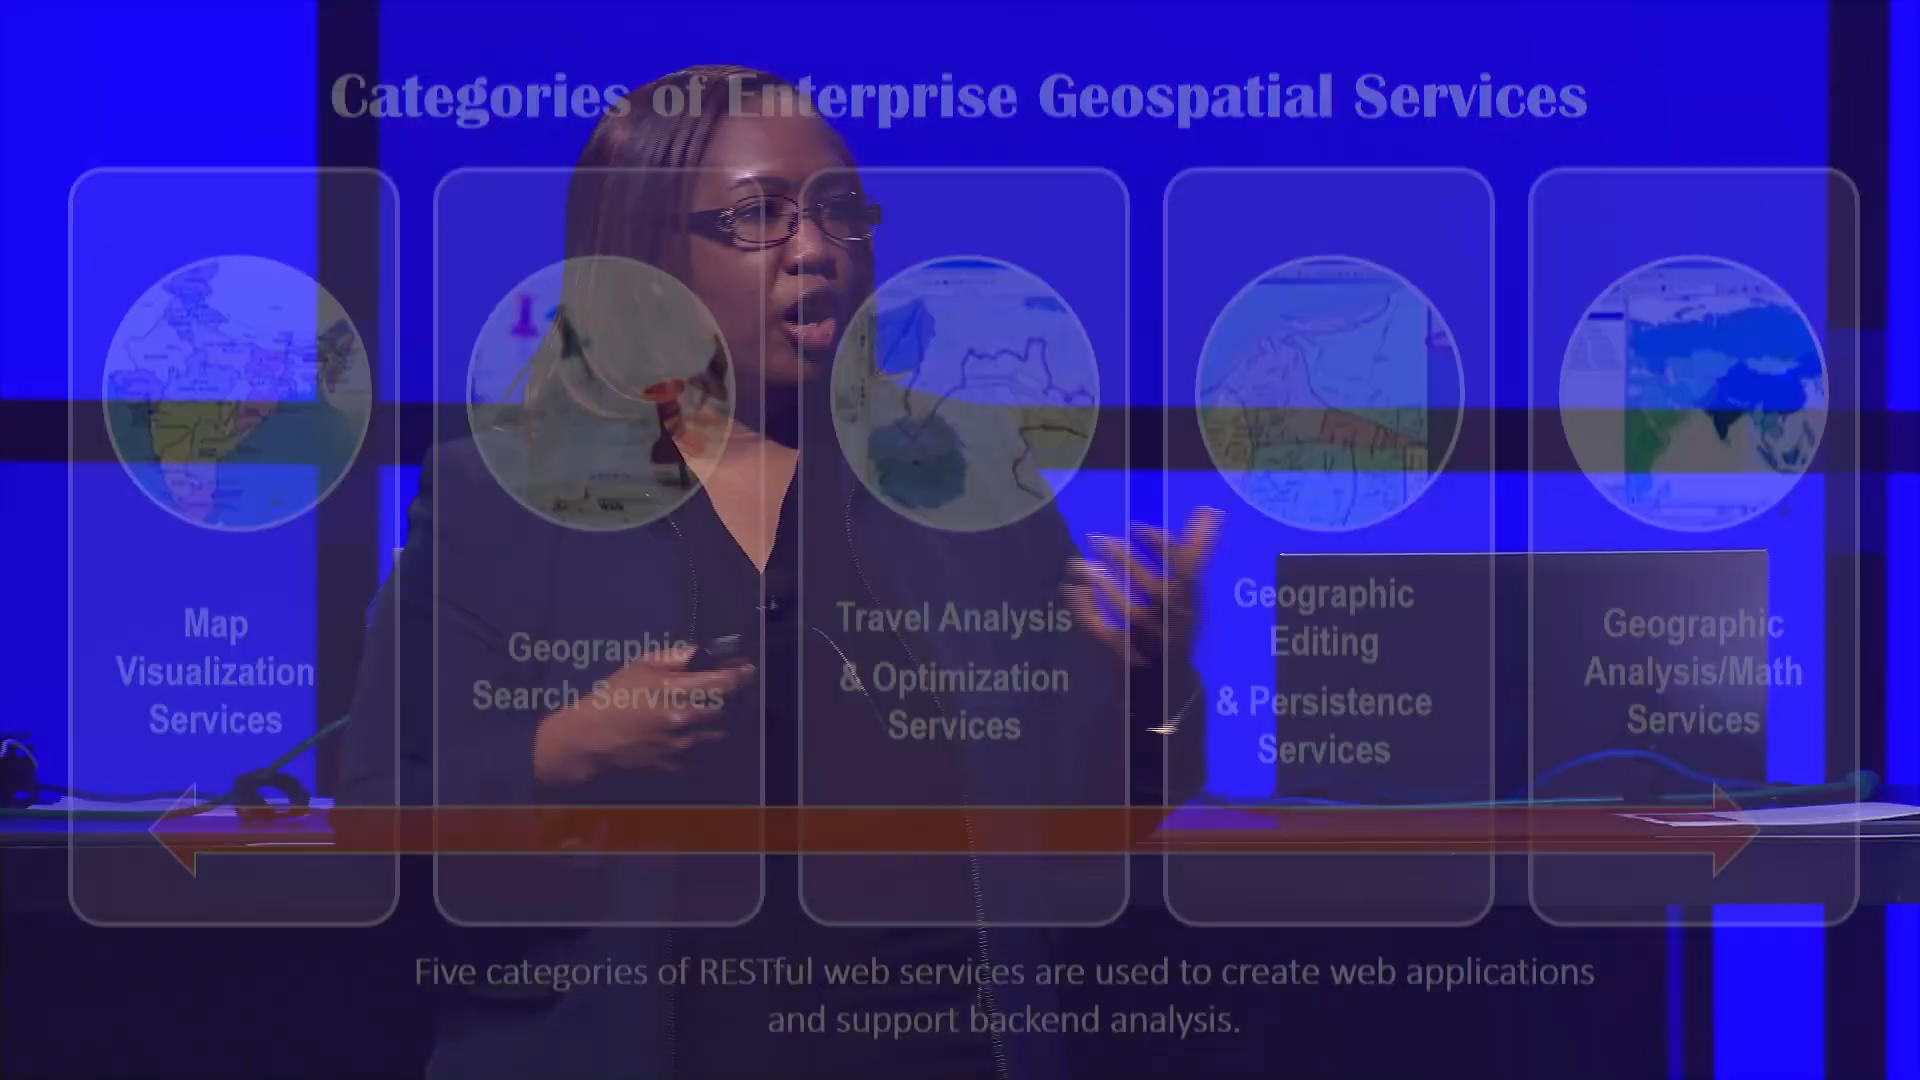 Categories of Enterprise Geospatial Services
Map
Visualization
Services
Geographic
Search Services
Travel Analysis
& Optimization
Services
Geographic
Editing
& Persistence
Services
Geographic
Analysis/Math
Services
Five categories of RESTful web services are used to create web applications
and support backend analysis.